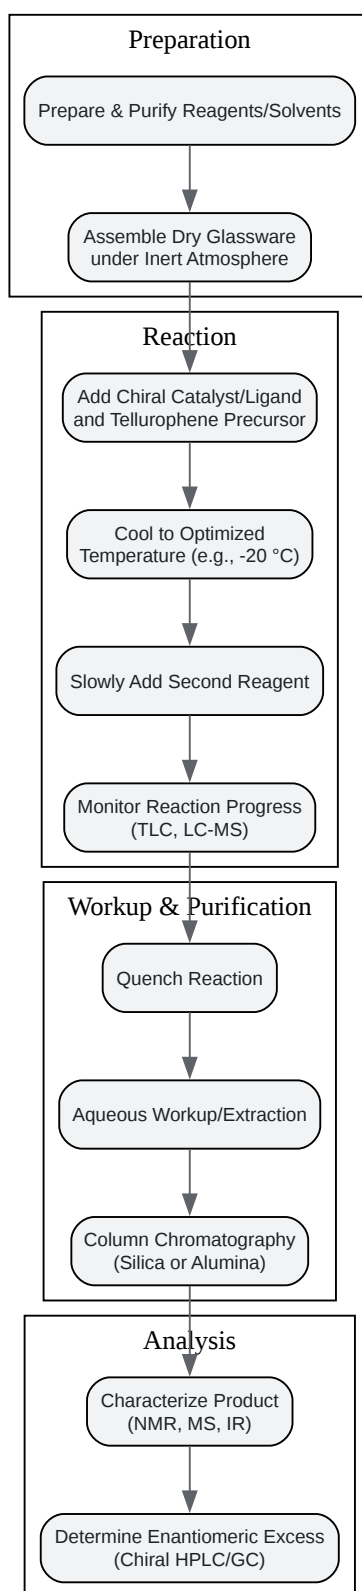 Preparation
Prepare & Purify Reagents/Solvents
Assemble Dry Glassware
under Inert Atmosphere
Reaction
Add Chiral Catalyst/Ligand
and Tellurophene Precursor
Cool to Optimized
Temperature (e.g., -20 °C)
Slowly Add Second Reagent
Monitor Reaction Progress
(TLC, LC-MS)
Workup & Purification
Quench Reaction
Aqueous Workup/Extraction
Column Chromatography
(Silica or Alumina)
Analysis
Characterize Product
(NMR, MS, IR)
Determine Enantiomeric Excess
(Chiral HPLC/GC)